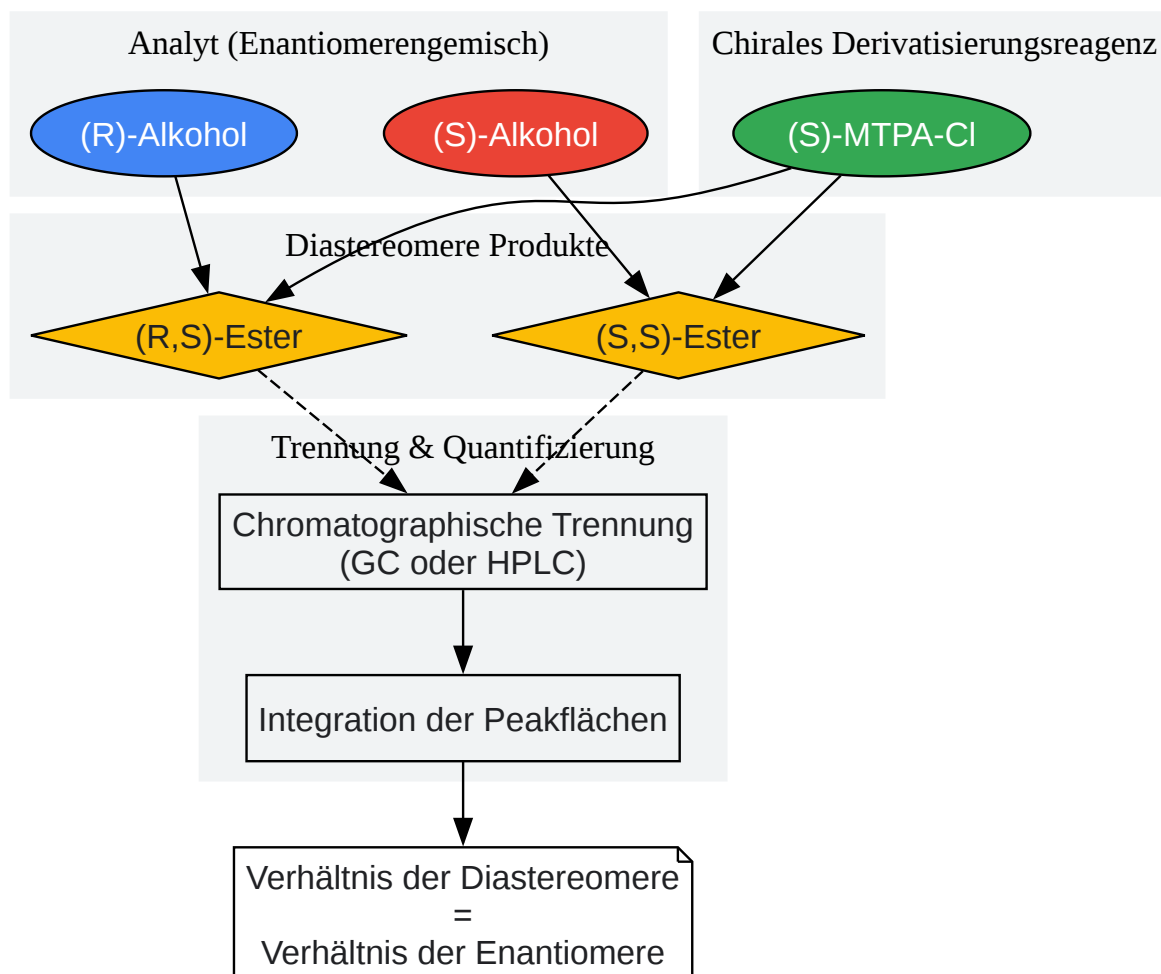 Analyt (Enantiomerengemisch)
Chirales Derivatisierungsreagenz
(R)-Alkohol
(S)-Alkohol
(S)-MTPA-Cl
Diastereomere Produkte
(R,S)-Ester
(S,S)-Ester
Trennung & Quantifizierung
Chromatographische Trennung
(GC oder HPLC)
Integration der Peakflächen
Verhältnis der Diastereomere
=
Verhältnis der Enantiomere